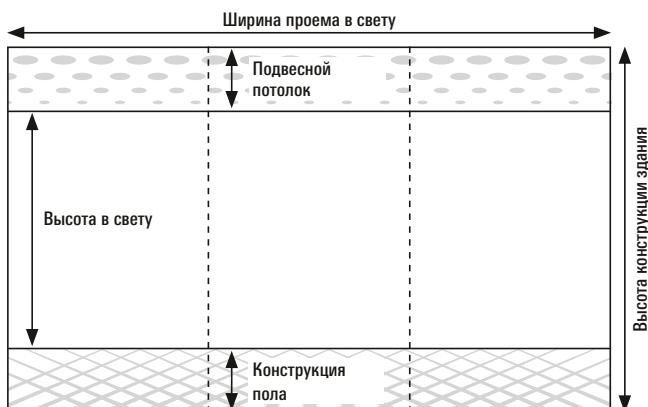 Ширина проема в свету
Подвесной
потолок
Высота в свету
Высота конструкции здания
Конструкция
пола